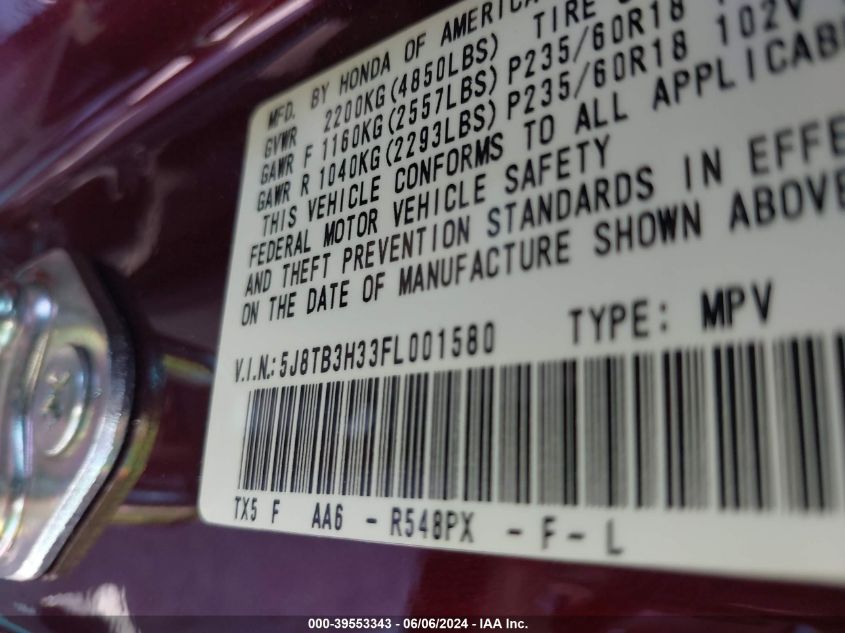 MFD. BY HONDA OF AMERICA
GVWR 2200KG(4850LBS) TIRE
GAWR F 1160KG(2557LBS) P235/60R18
GAWR R 1040KG(2293LBS) P235/60R18 102V
THIS VEHICLE CONFORMS TO ALL APPLICAB
FEDERAL MOTOR VEHICLE SAFETY
AND THEFT PREVENTION STANDARDS IN EFFE
ON THE DATE OF MANUFACTURE SHOWN ABOVE
V.I.N.: 5J8TB3H33FL001580 TYPE: MPV
TX5 F AA6 - R548PX - F - L
000-39553343 / 06/06/2024 - IAA Inc.